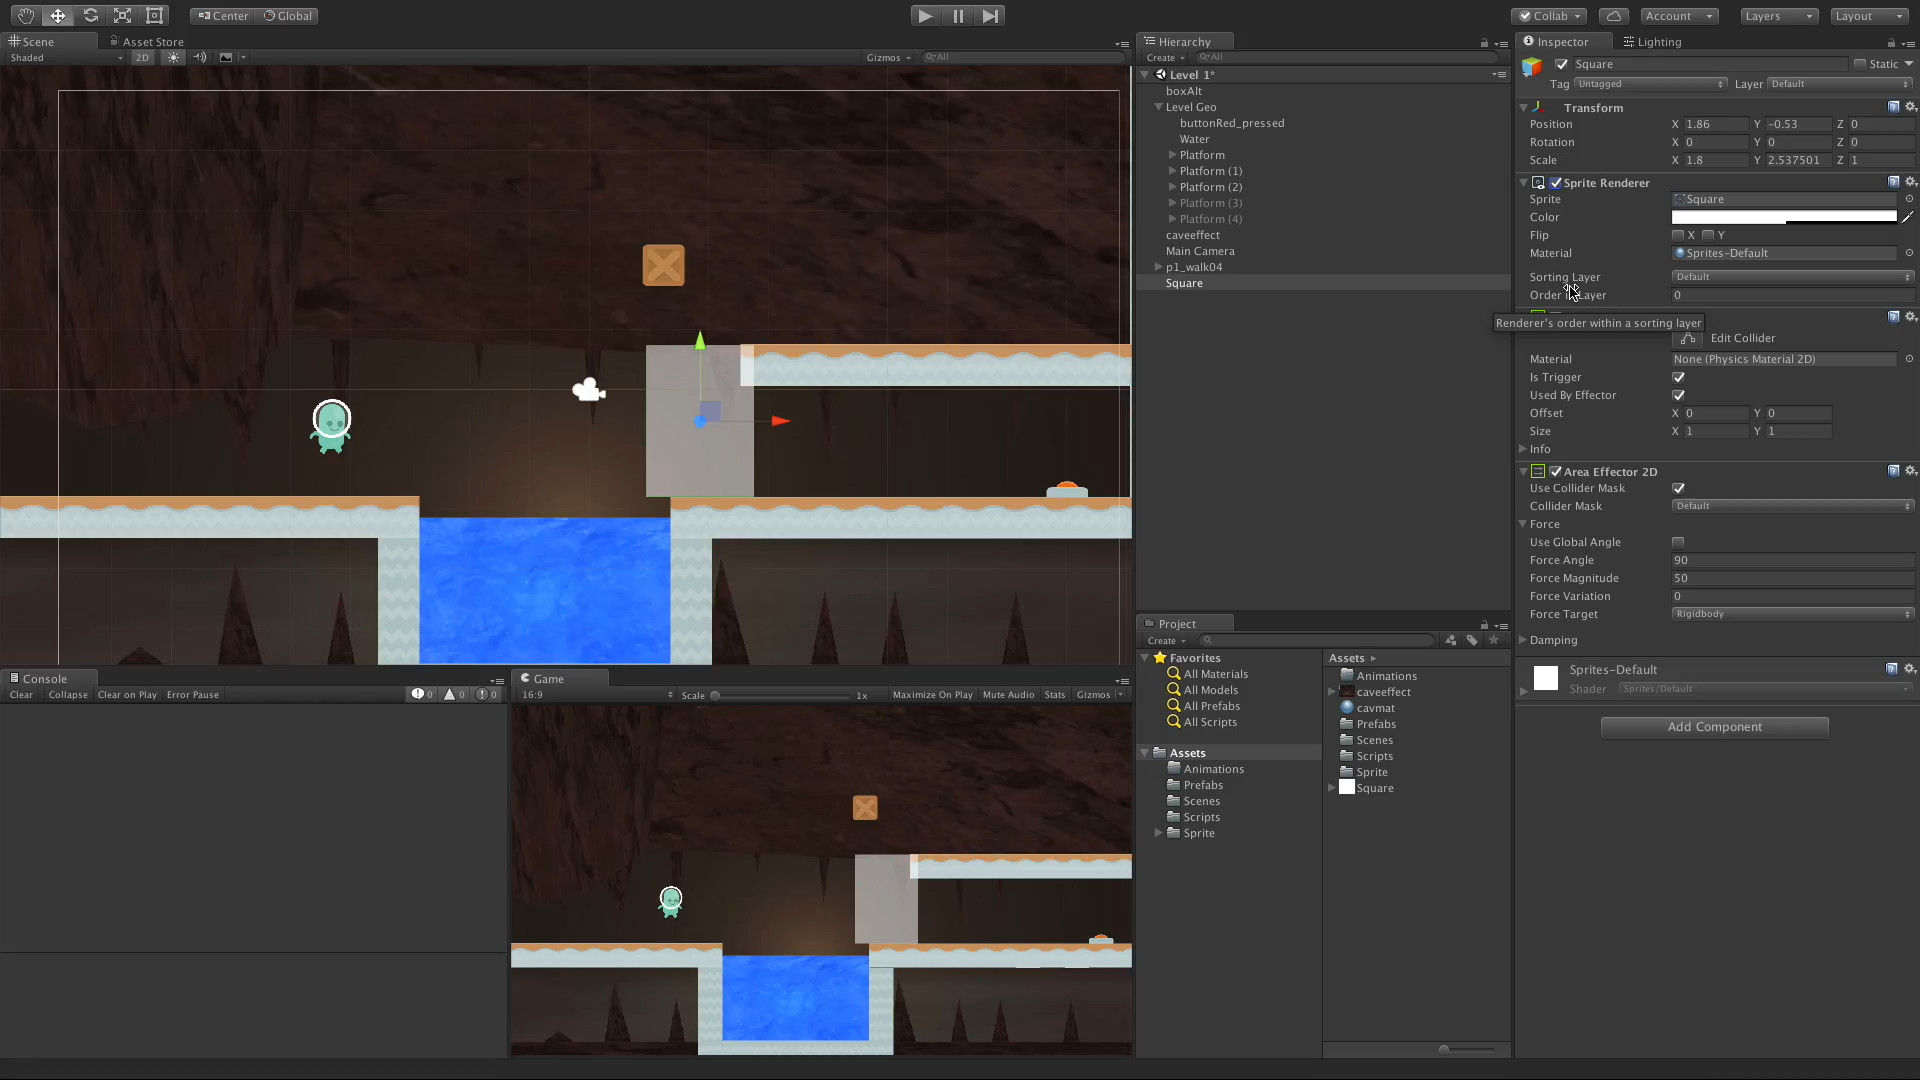 Center Global
Collab Account Layers Layout
Scene Asset Store
Shaded 2D Gizmos All
Hierarchy
Create All
Level 1*
boxAlt
Level Geo
buttonRed_pressed
Water
Platform
Platform (1)
Platform (2)
Platform (3)
Platform (4)
caveeffect
Main Camera
p1_walk04
Square
Inspector Lighting
Square Static
Tag Untagged Layer Default
Transform
Position X 1.86 Y -0.53 Z 0
Rotation X 0 Y 0 Z 0
Scale X 1.8 Y 2.537501 Z 1
Sprite Renderer
Sprite Square
Color
Flip X Y
Material Sprites-Default
Sorting Layer Default
Order Layer 0
Renderer's order within a sorting layer
Edit Collider
Material None (Physics Material 2D)
Is Trigger
Used By Effector
Offset X 0 Y 0
Size X 1 Y 1
Info
Area Effector 2D
Use Collider Mask
Collider Mask Default
Force
Use Global Angle
Force Angle 90
Force Magnitude 50
Force Variation 0
Force Target Rigidbody
Damping
Sprites-Default
Shader Sprites/Default
Add Component
Console
Clear Collapse Clear on Play Error Pause 0 0 0
Game
16:9 Scale 1x Maximize On Play Mute Audio Stats Gizmos
Project
Create
Favorites
All Materials
All Models
All Prefabs
All Scripts
Assets
Animations
Prefabs
Scenes
Scripts
Sprite
Assets
Animations
caveeffect
cavmat
Prefabs
Scenes
Scripts
Sprite
Square